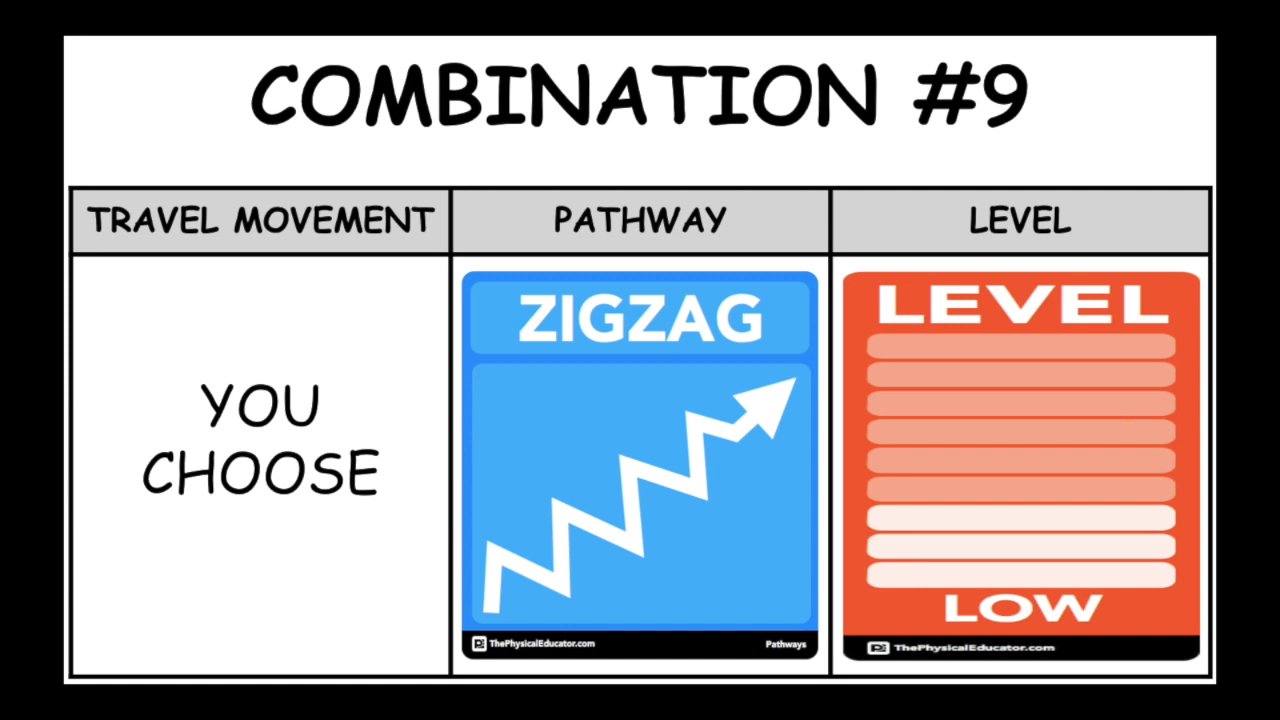 COMBINATION #9
TRAVEL MOVEMENT
PATHWAY
LEVEL
YOU
CHOOSE
ZIGZAG
ThePhysicalEducator.com
Pathways
LEVEL
LOW
ThePhysicalEducator.com